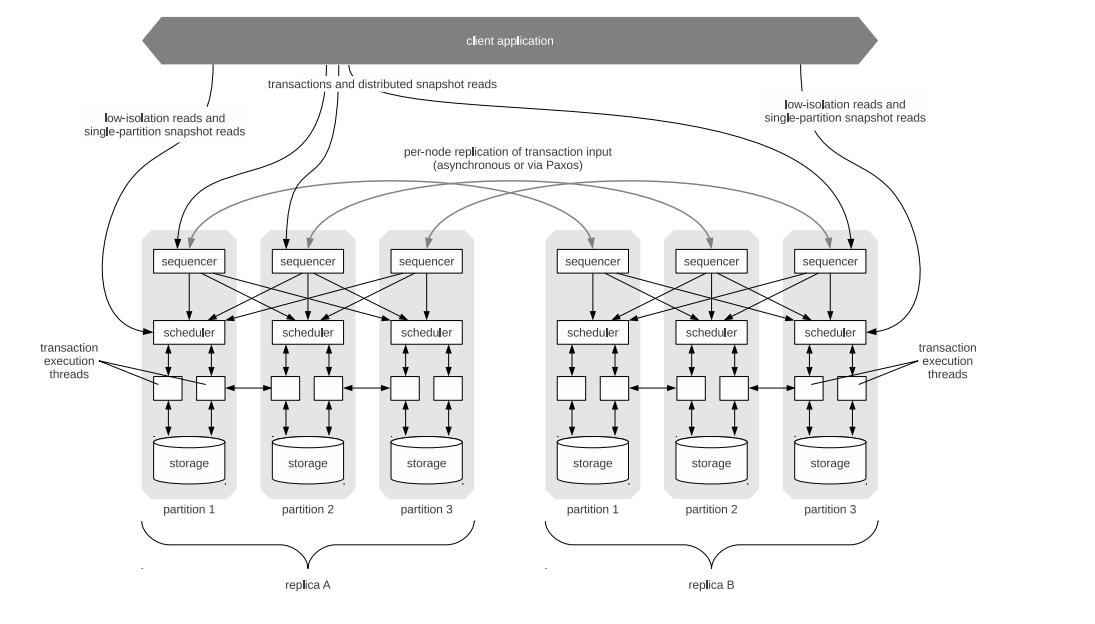 client application
transactions and distributed snapshot reads
low-isolation reads and
single-partition snapshot reads
low-isolation reads and
single-partition snapshot reads
per-node replication of transaction input
(asynchronous or via Paxos)
sequencer
sequencer
sequencer
sequencer
sequencer
sequencer
scheduler
scheduler
scheduler
scheduler
scheduler
scheduler
transaction
execution
threads
transaction
execution
threads
storage
storage
storage
storage
storage
storage
partition 1
partition 2
partition 3
partition 1
partition 2
partition 3
replica A
replica B